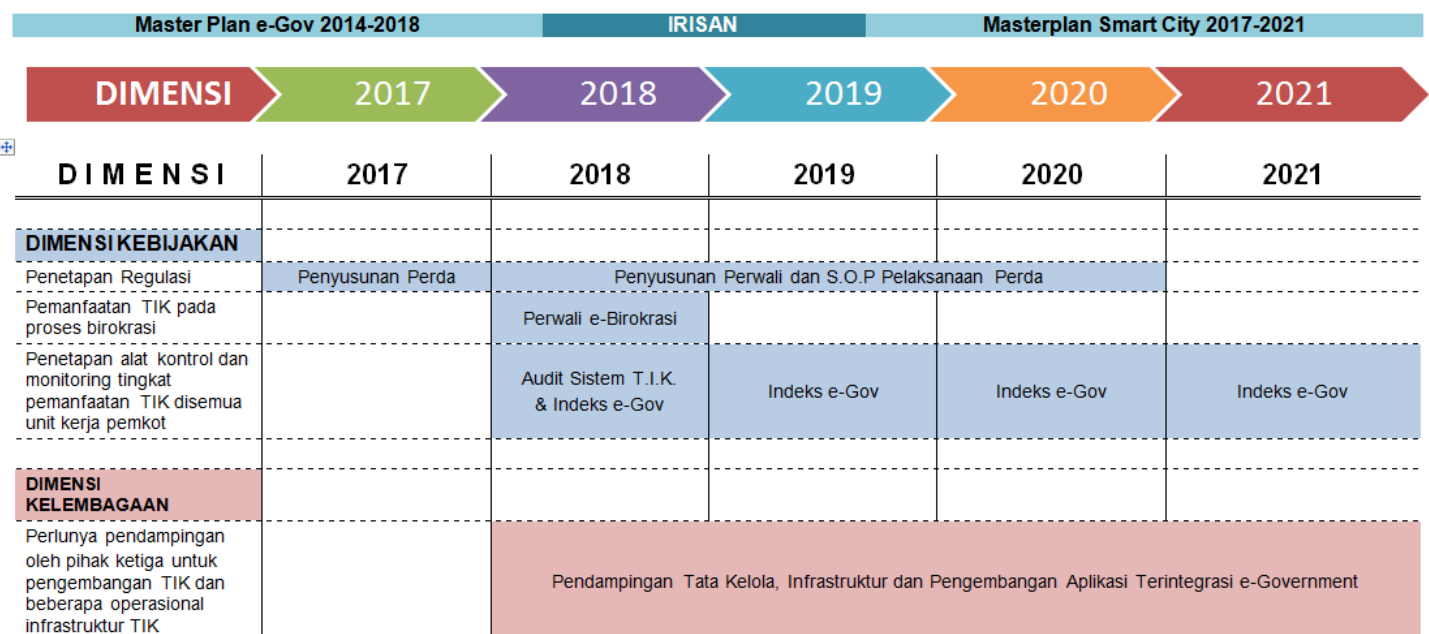 Master Plan e-Gov 2014-2018 IRISAN Masterplan Smart City 2017-2021
DIMENSI 2017 2018 2019 2020 2021
D I M E N S I 2017 2018 2019 2020 2021
DIMENSI KEBIJAKAN
Penetapan Regulasi Penyusunan Perda Penyusunan Perwali dan S.O.P Pelaksanaan Perda
Pemanfaatan TIK pada
proses birokrasi
Perwali e-Birokrasi
Penetapan alat kontrol dan
monitoring tingkat
pemanfaatan TIK disemua
unit kerja pemkot
Audit Sistem T.I.K.
& Indeks e-Gov
Indeks e-Gov
Indeks e-Gov
Indeks e-Gov
DIMENSI
KELEMBAGAAN
Perlunya pendampingan
oleh pihak ketiga untuk
pengembangan TIK dan
beberapa operasional
infrastruktur TIK
Pendampingan Tata Kelola, Infrastruktur dan Pengembangan Aplikasi Terintegrasi e-Government